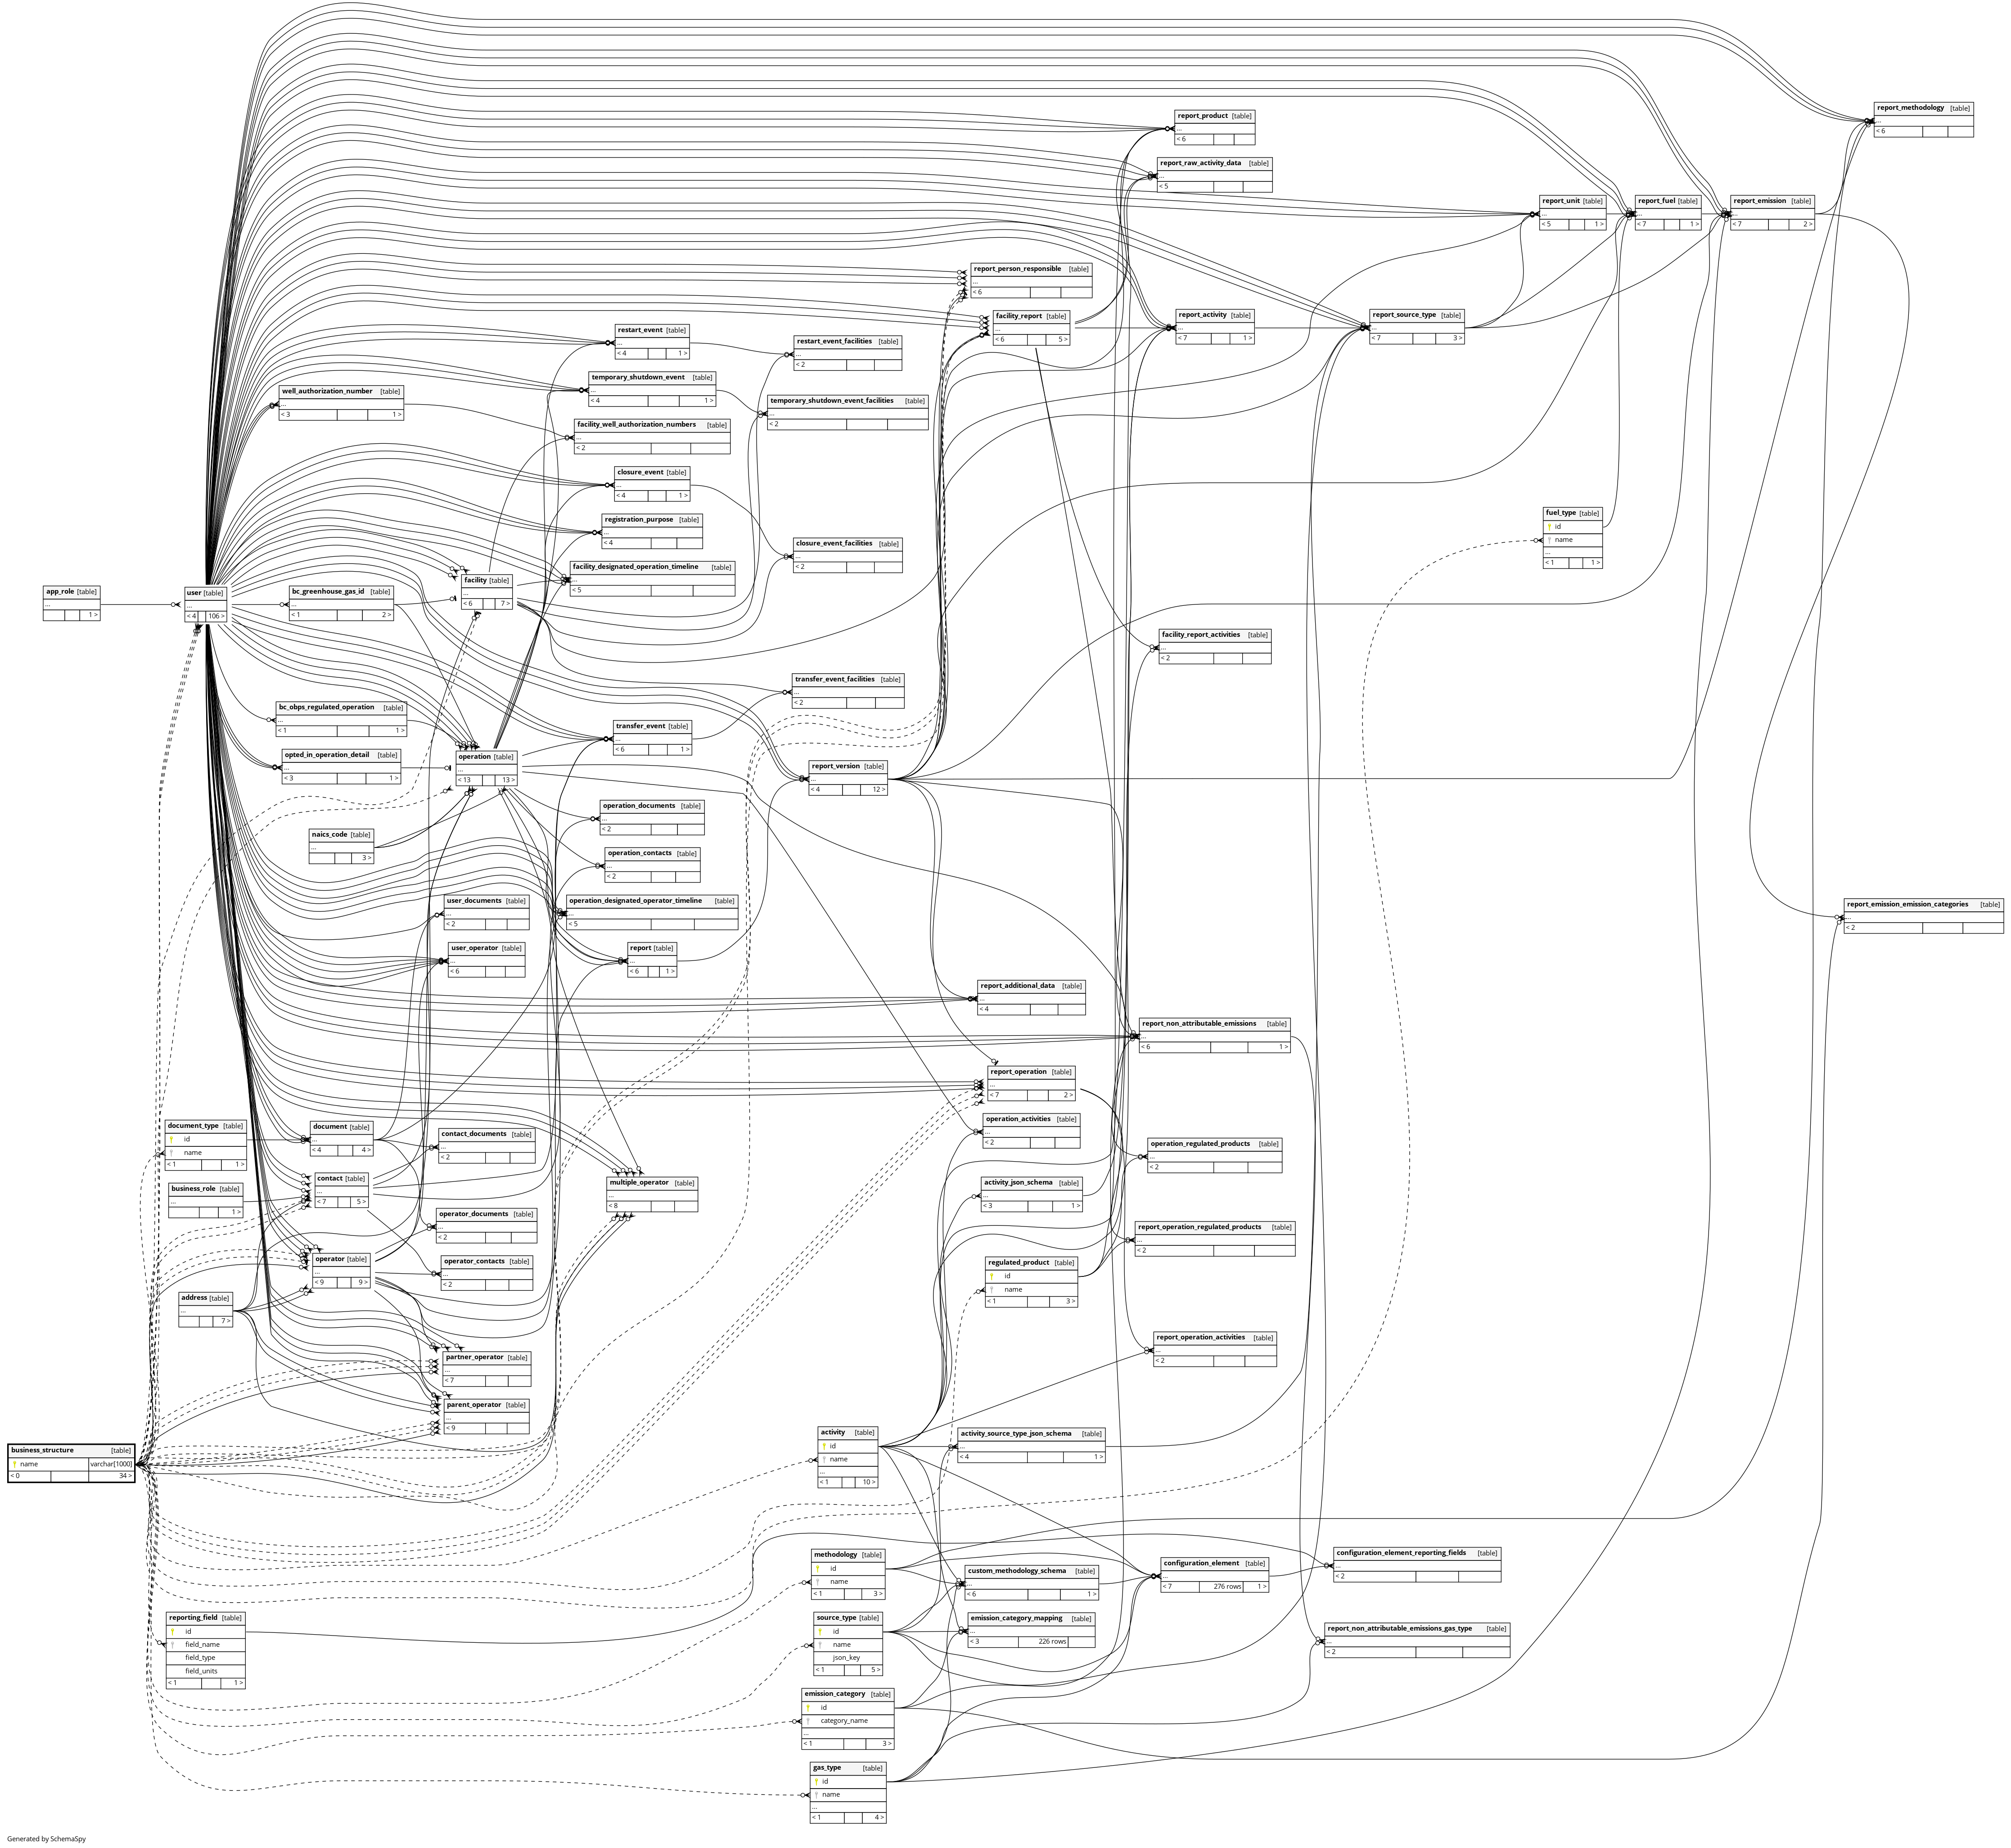 report_methodology [table]
...
< 6
report_product [table]
...
< 6
report_raw_activity_data [table]
...
< 5
report_unit [table]
...
< 5 1 >
report_fuel [table]
...
< 7 1 >
report_emission [table]
...
< 7 2 >
report_person_responsible [table]
...
< 6
facility_report [table]
...
< 6 5 >
report_activity [table]
...
< 7 1 >
report_source_type [table]
...
< 7 3 >
restart_event [table]
...
< 4 1 >
restart_event_facilities [table]
...
< 2
temporary_shutdown_event [table]
...
< 4 1 >
well_authorization_number [table]
...
< 3 1 >
temporary_shutdown_event_facilities [table]
...
< 2
facility_well_authorization_numbers [table]
...
< 2
closure_event [table]
...
< 4 1 >
registration_purpose [table]
...
< 4
fuel_type [table]
id
name
...
< 1 1 >
closure_event_facilities [table]
...
< 2
facility_designated_operation_timeline [table]
...
< 5
facility [table]
...
< 6 7 >
app_role [table]
...
1 >
user [table]
...
< 4 106 >
bc_greenhouse_gas_id [table]
...
< 1 2 >
facility_report_activities [table]
...
< 2
transfer_event_facilities [table]
...
< 2
bc_obps_regulated_operation [table]
...
< 1 1 >
transfer_event [table]
...
< 6 1 >
opted_in_operation_detail [table]
...
< 3 1 >
operation [table]
...
< 13 13 >
report_version [table]
...
< 4 12 >
operation_documents [table]
...
< 2
naics_code [table]
...
3 >
operation_contacts [table]
...
< 2
user_documents [table]
...
< 2
operation_designated_operator_timeline [table]
...
< 5
report_emission_emission_categories [table]
...
< 2
user_operator [table]
...
< 6
report [table]
...
< 6 1 >
report_additional_data [table]
...
< 4
report_non_attributable_emissions [table]
...
< 6 1 >
report_operation [table]
...
< 7 2 >
operation_activities [table]
...
< 2
document_type [table]
id
name
< 1 1 >
document [table]
...
< 4 4 >
contact_documents [table]
...
< 2
operation_regulated_products [table]
...
< 2
business_role [table]
...
1 >
contact [table]
...
< 7 5 >
multiple_operator [table]
...
< 8
activity_json_schema [table]
...
< 3 1 >
operator_documents [table]
...
< 2
report_operation_regulated_products [table]
...
< 2
operator [table]
...
< 9 9 >
operator_contacts [table]
...
< 2
regulated_product [table]
id
name
< 1 3 >
address [table]
...
7 >
report_operation_activities [table]
...
< 2
partner_operator [table]
...
< 7
parent_operator [table]
...
< 9
business_structure [table]
name varchar[1000]
< 0 34 >
activity [table]
id
name
...
< 1 10 >
activity_source_type_json_schema [table]
...
< 4 1 >
methodology [table]
id
name
< 1 3 >
custom_methodology_schema [table]
...
< 6 1 >
configuration_element [table]
...
< 7 276 rows 1 >
configuration_element_reporting_fields [table]
...
< 2
reporting_field [table]
id
field_name
field_type
field_units
< 1 1 >
source_type [table]
id
name
json_key
< 1 5 >
emission_category_mapping [table]
...
< 3 226 rows
report_non_attributable_emissions_gas_type [table]
...
< 2
emission_category [table]
id
category_name
...
< 1 3 >
gas_type [table]
id
name
...
< 1 4 >
Generated by SchemaSpy